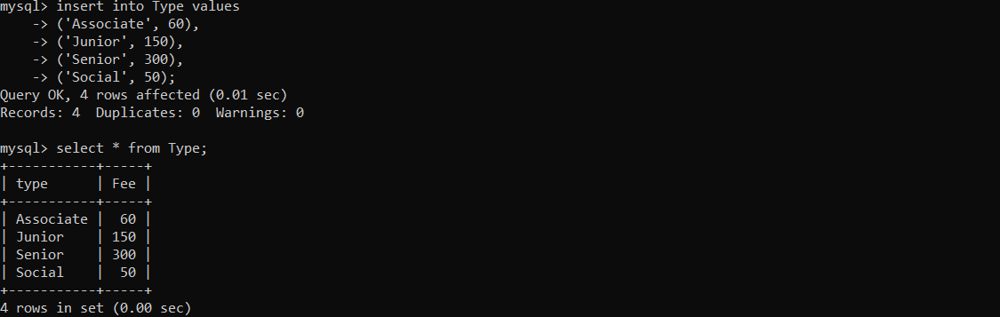 mysql> insert into Type values
    -> ('Associate', 60),
    -> ('Junior', 150),
    -> ('Senior', 300),
    -> ('Social', 50);
Query OK, 4 rows affected (0.01 sec)
Records: 4  Duplicates: 0  Warnings: 0

mysql> select * from Type;
+-----------+-----+
| type      | Fee |
+-----------+-----+
| Associate |  60 |
| Junior    | 150 |
| Senior    | 300 |
| Social    |  50 |
+-----------+-----+
4 rows in set (0.00 sec)